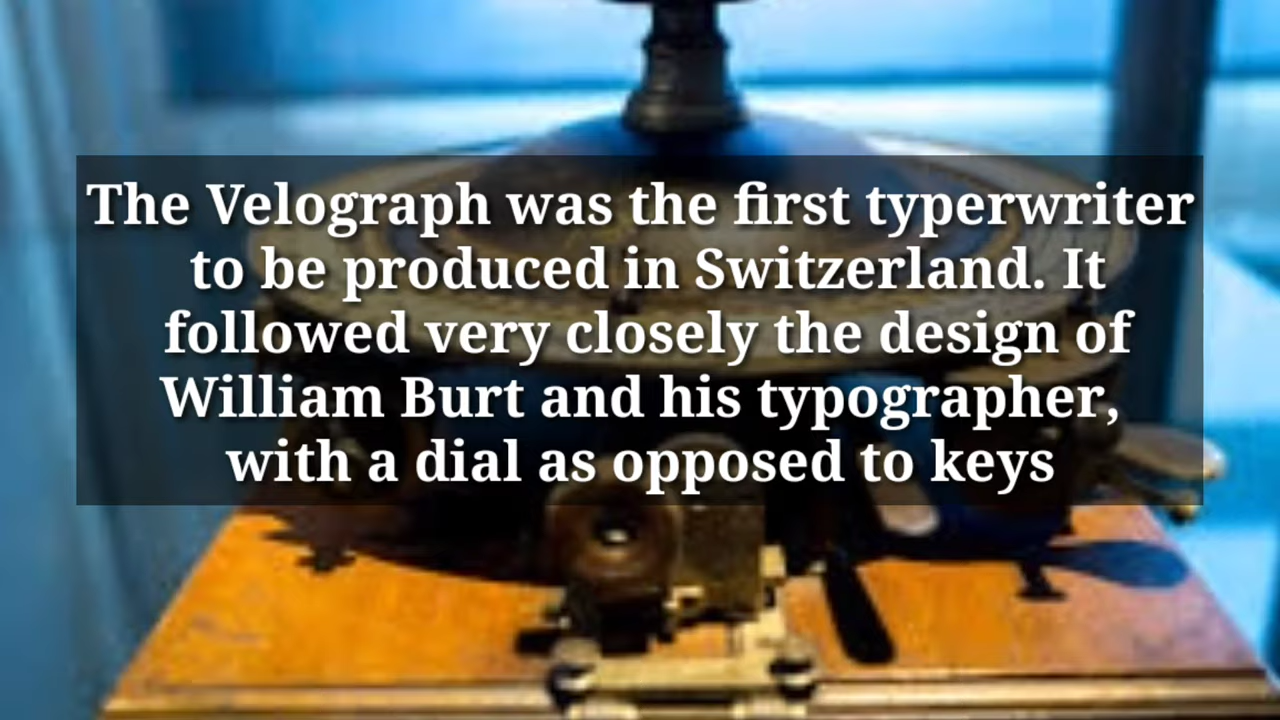 The Velograph was the first typerwriter
to be produced in Switzerland. It
followed very closely the design of
William Burt and his typographer,
with a dial as opposed to keys